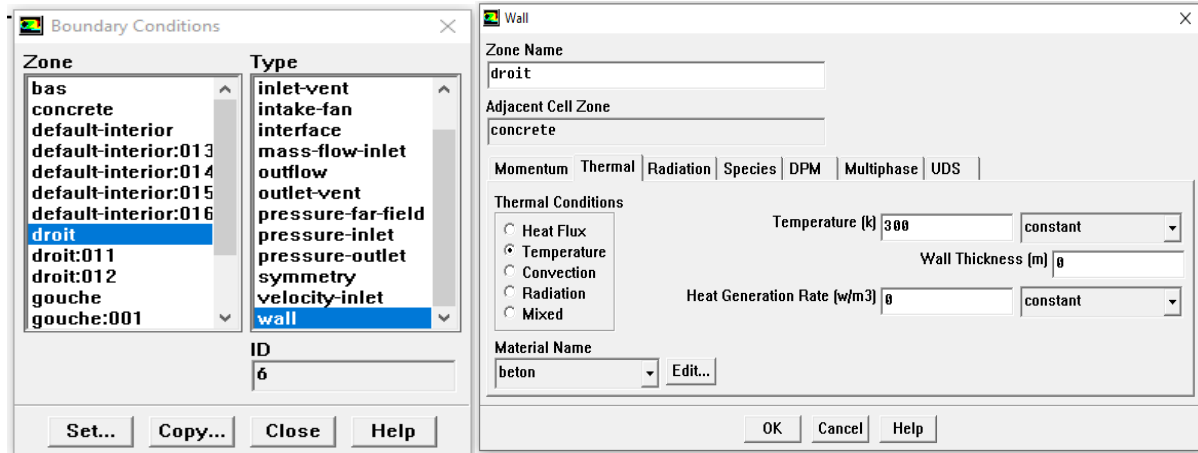 Boundary Conditions
Zone
bas
concrete
default-interior
default-interior:013
default-interior:014
default-interior:015
default-interior:016
droit
droit:011
droit:012
gouche
gouche:001
Type
inlet-vent
intake-fan
interface
mass-flow-inlet
outflow
outlet-vent
pressure-far-field
pressure-inlet
pressure-outlet
symmetry
velocity-inlet
wall
ID
6
Set... Copy... Close Help
Wall
Zone Name
droit
Adjacent Cell Zone
concrete
Momentum Thermal Radiation Species DPM Multiphase UDS
Thermal Conditions
Heat Flux
Temperature
Convection
Radiation
Mixed
Temperature (k) 300 constant
Wall Thickness (m) 0
Heat Generation Rate (w/m3) 0 constant
Material Name
beton Edit...
OK Cancel Help